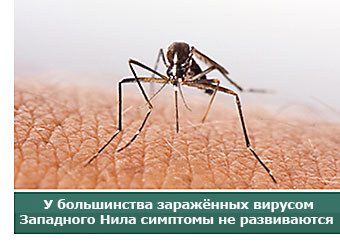 У большинства заражённых вирусом
Западного Нила симптомы не развиваются